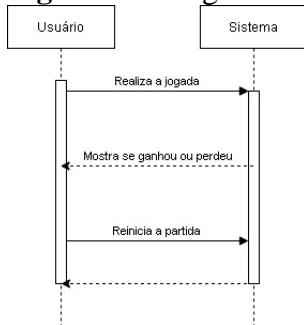 Usuário
Sistema
Realiza a jogada
Mostra se ganhou ou perdeu
Reinicia a partida